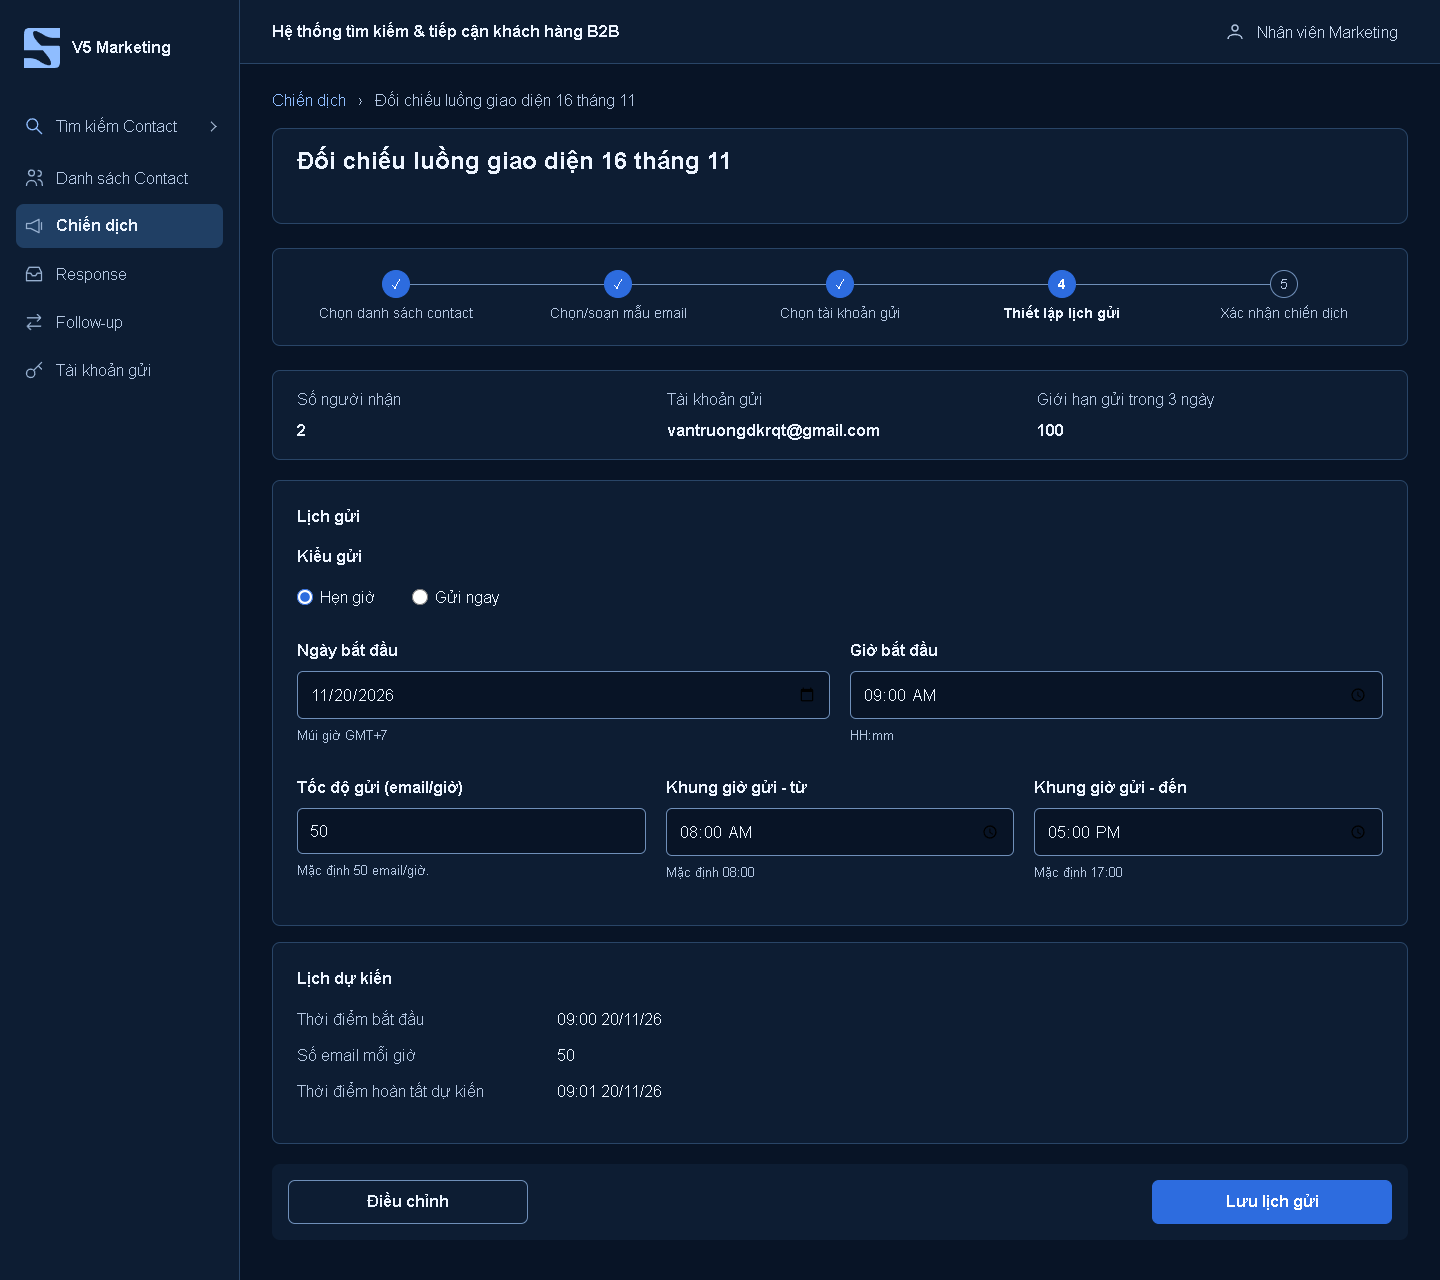 V5 Marketing
Hệ thống tìm kiếm & tiếp cận khách hàng B2B
Nhân viên Marketing
Tìm kiếm Contact
Danh sách Contact
Chiến dịch
Response
Follow-up
Tài khoản gửi
Chiến dịch › Đối chiếu luồng giao diện 16 tháng 11
Đối chiếu luồng giao diện 16 tháng 11
✓ ✓ ✓ 4 5
Chọn danh sách contact Chọn/soạn mẫu email Chọn tài khoản gửi Thiết lập lịch gửi Xác nhận chiến dịch
Số người nhận Tài khoản gửi Giới hạn gửi trong 3 ngày
2 vantruongdkrqt@gmail.com 100
Lịch gửi
Kiểu gửi
Hẹn giờ Gửi ngay
Ngày bắt đầu Giờ bắt đầu
11/20/2026 09:00 AM
Múi giờ GMT+7 HH:mm
Tốc độ gửi (email/giờ) Khung giờ gửi - từ Khung giờ gửi - đến
50 08:00 AM 05:00 PM
Mặc định 50 email/giờ. Mặc định 08:00 Mặc định 17:00
Lịch dự kiến
Thời điểm bắt đầu 09:00 20/11/26
Số email mỗi giờ 50
Thời điểm hoàn tất dự kiến 09:01 20/11/26
Điều chỉnh Lưu lịch gửi